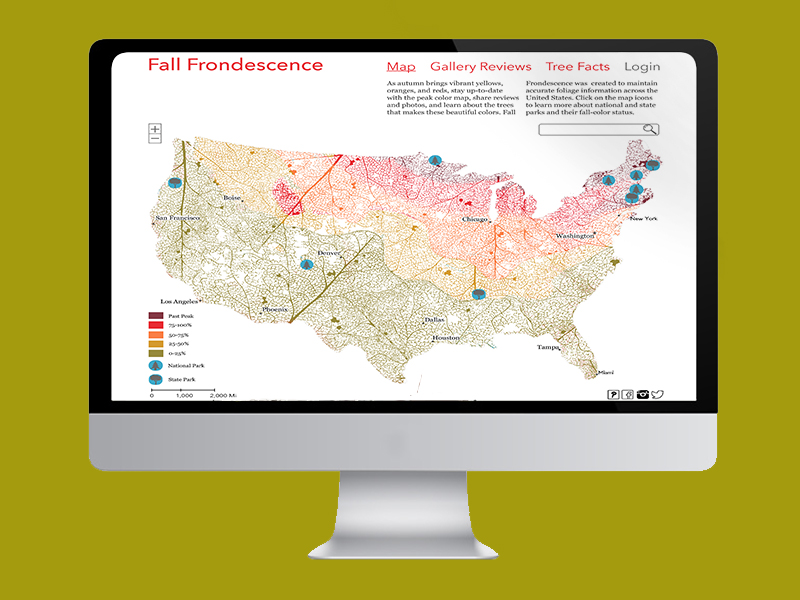 Fall Frondescence
Map Gallery Reviews Tree Facts Login
As autumn brings vibrant yellows,
oranges, and reds, stay up-to-date
with the peak color map, share reviews
and photos, and learn about the trees
that makes these beautiful colors. Fall
Frondescence was created to maintain
accurate foliage information across the
United States. Click on the map icons
to learn more about national and state
parks and their fall-color status.
Boise
San Francisco
Chicago
New York
Washington
Denver
Los Angeles
Phoenix
Dallas
Houston
Tampa
Miami
Past Peak
75-100%
50-75%
25-50%
0-25%
National Park
State Park
0 1,000 2,000 Mi